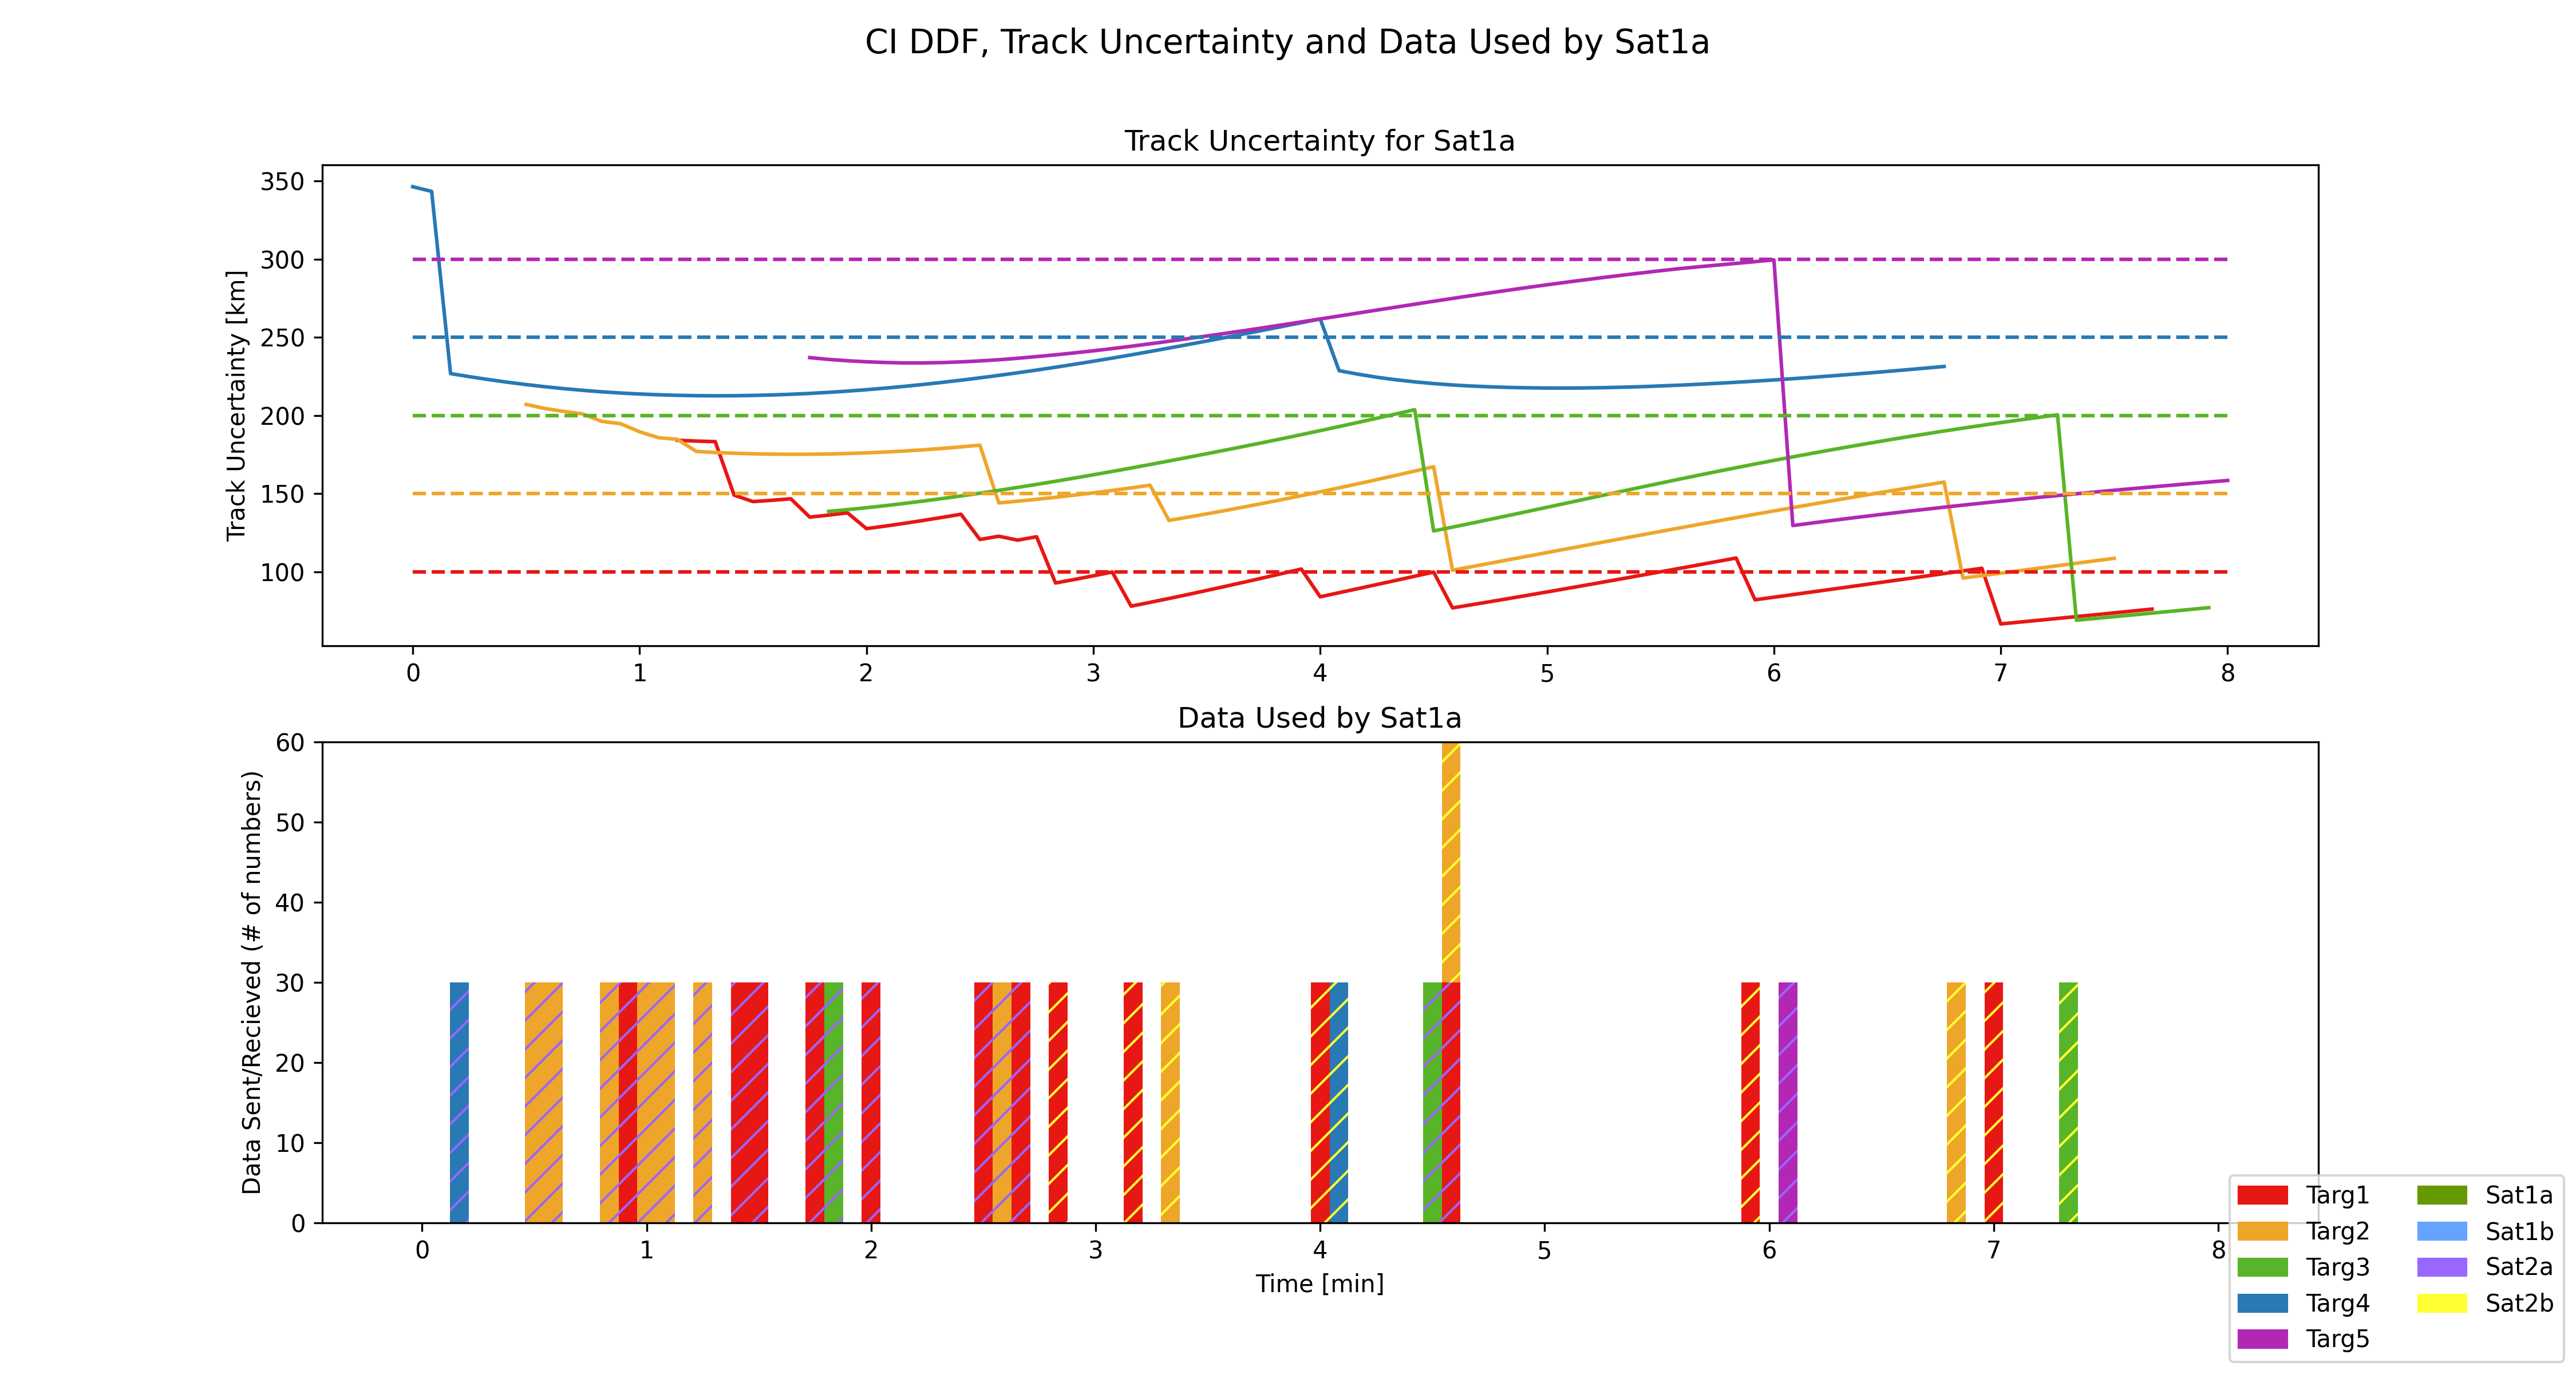 CI DDF, Track Uncertainty and Data Used by Sat1a
Track Uncertainty for Sat1a
Track Uncertainty [km]
350
300
250
200
150
100
0 1 2 3 4 5 6 7 8
Data Used by Sat1a
Data Sent/Recieved (# of numbers)
60
50
40
30
20
10
0
0 1 2 3 4 5 6 7 8
Time [min]
Targ1 Sat1a
Targ2 Sat1b
Targ3 Sat2a
Targ4 Sat2b
Targ5